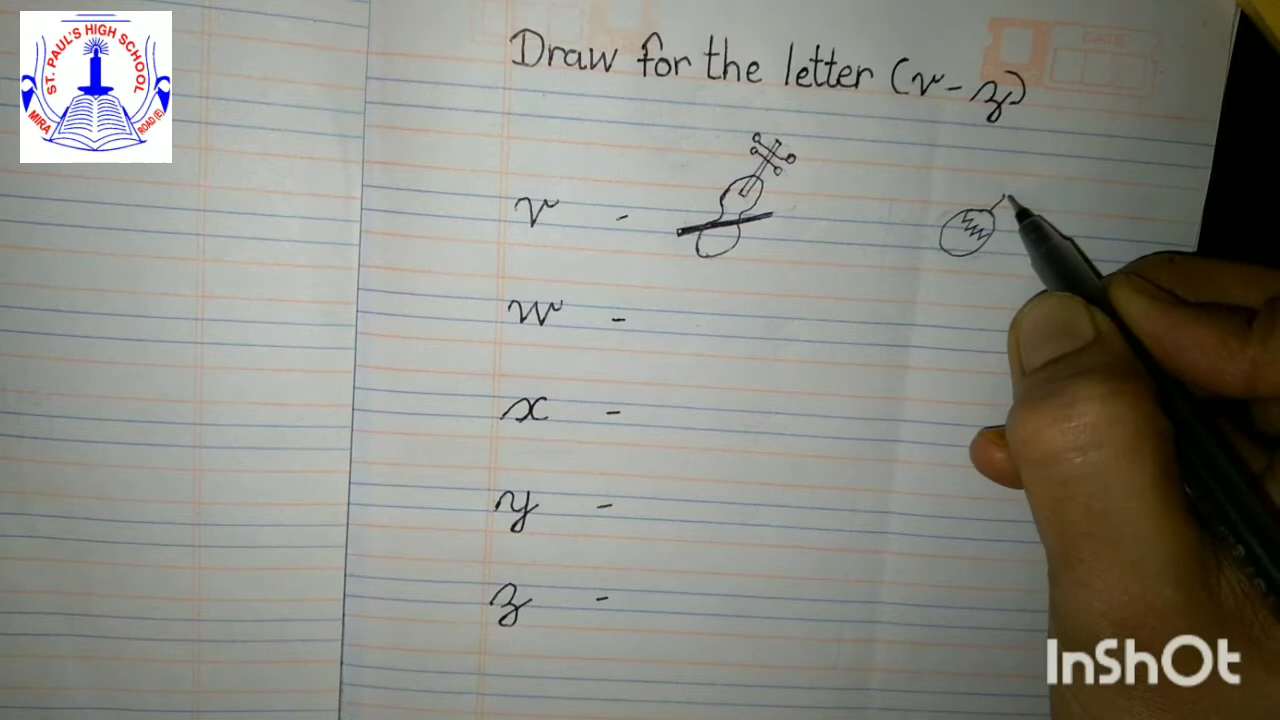 ST. PAUL'S HIGH SCHOOL
MIRA ROAD (E)
Draw for the letter (v-z)
DATE
v -
w -
x -
y -
z -
InShOt